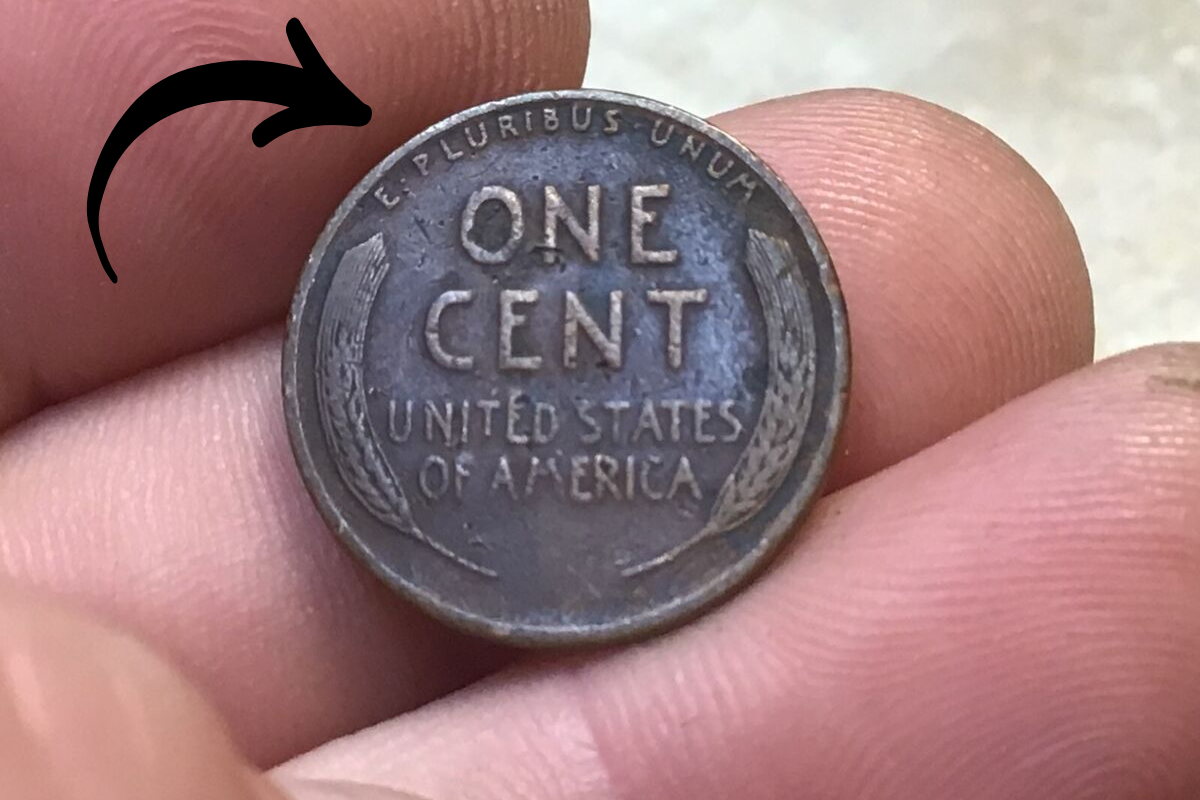 E·PLURIBUS·UNUM
ONE
CENT
UNITED STATES
OF AMERICA